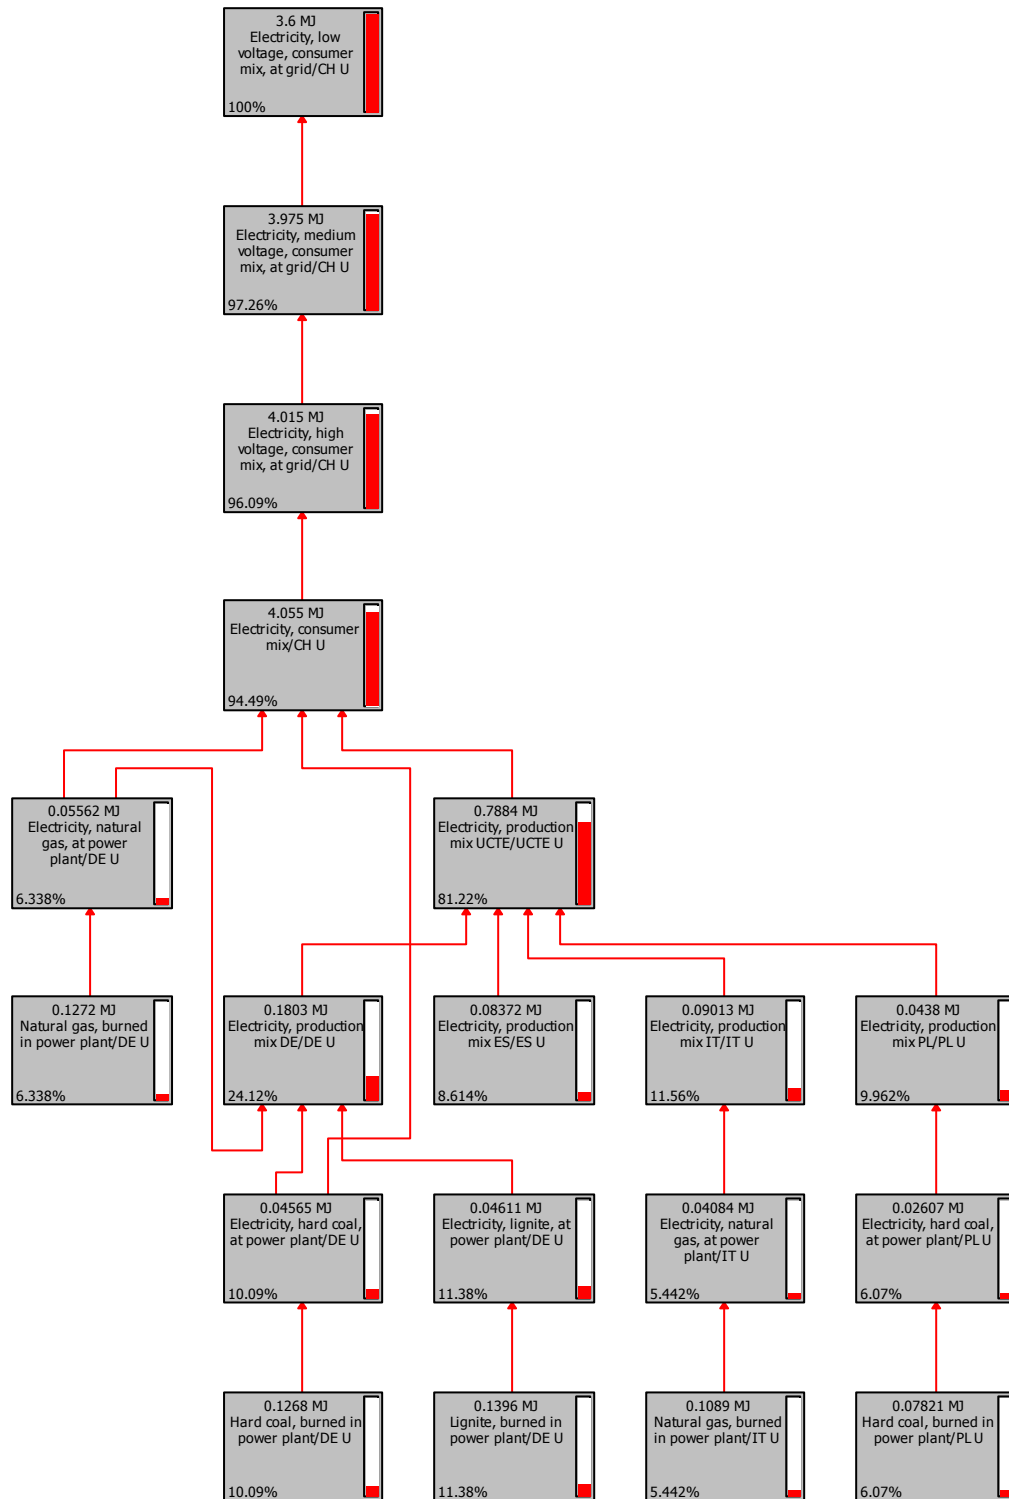 3.6 MJ
Electricity, low
voltage, consumer
mix, at grid/CH U
100%
3.975 MJ
Electricity, medium
voltage, consumer
mix, at grid/CH U
97.26%
4.015 MJ
Electricity, high
voltage, consumer
mix, at grid/CH U
96.09%
4.055 MJ
Electricity, consumer
mix/CH U
94.49%
0.05562 MJ
Electricity, natural
gas, at power
plant/DE U
6.338%
0.7884 MJ
Electricity, production
mix UCTE/UCTE U
81.22%
0.1272 MJ
Natural gas, burned
in power plant/DE U
6.338%
0.1803 MJ
Electricity, production
mix DE/DE U
24.12%
0.08372 MJ
Electricity, production
mix ES/ES U
8.614%
0.09013 MJ
Electricity, production
mix IT/IT U
11.56%
0.0438 MJ
Electricity, production
mix PL/PL U
9.962%
0.04565 MJ
Electricity, hard coal,
at power plant/DE U
10.09%
0.04611 MJ
Electricity, lignite, at
power plant/DE U
11.38%
0.04084 MJ
Electricity, natural
gas, at power
plant/IT U
5.442%
0.02607 MJ
Electricity, hard coal,
at power plant/PL U
6.07%
0.1268 MJ
Hard coal, burned in
power plant/DE U
10.09%
0.1396 MJ
Lignite, burned in
power plant/DE U
11.38%
0.1089 MJ
Natural gas, burned
in power plant/IT U
5.442%
0.07821 MJ
Hard coal, burned in
power plant/PL U
6.07%